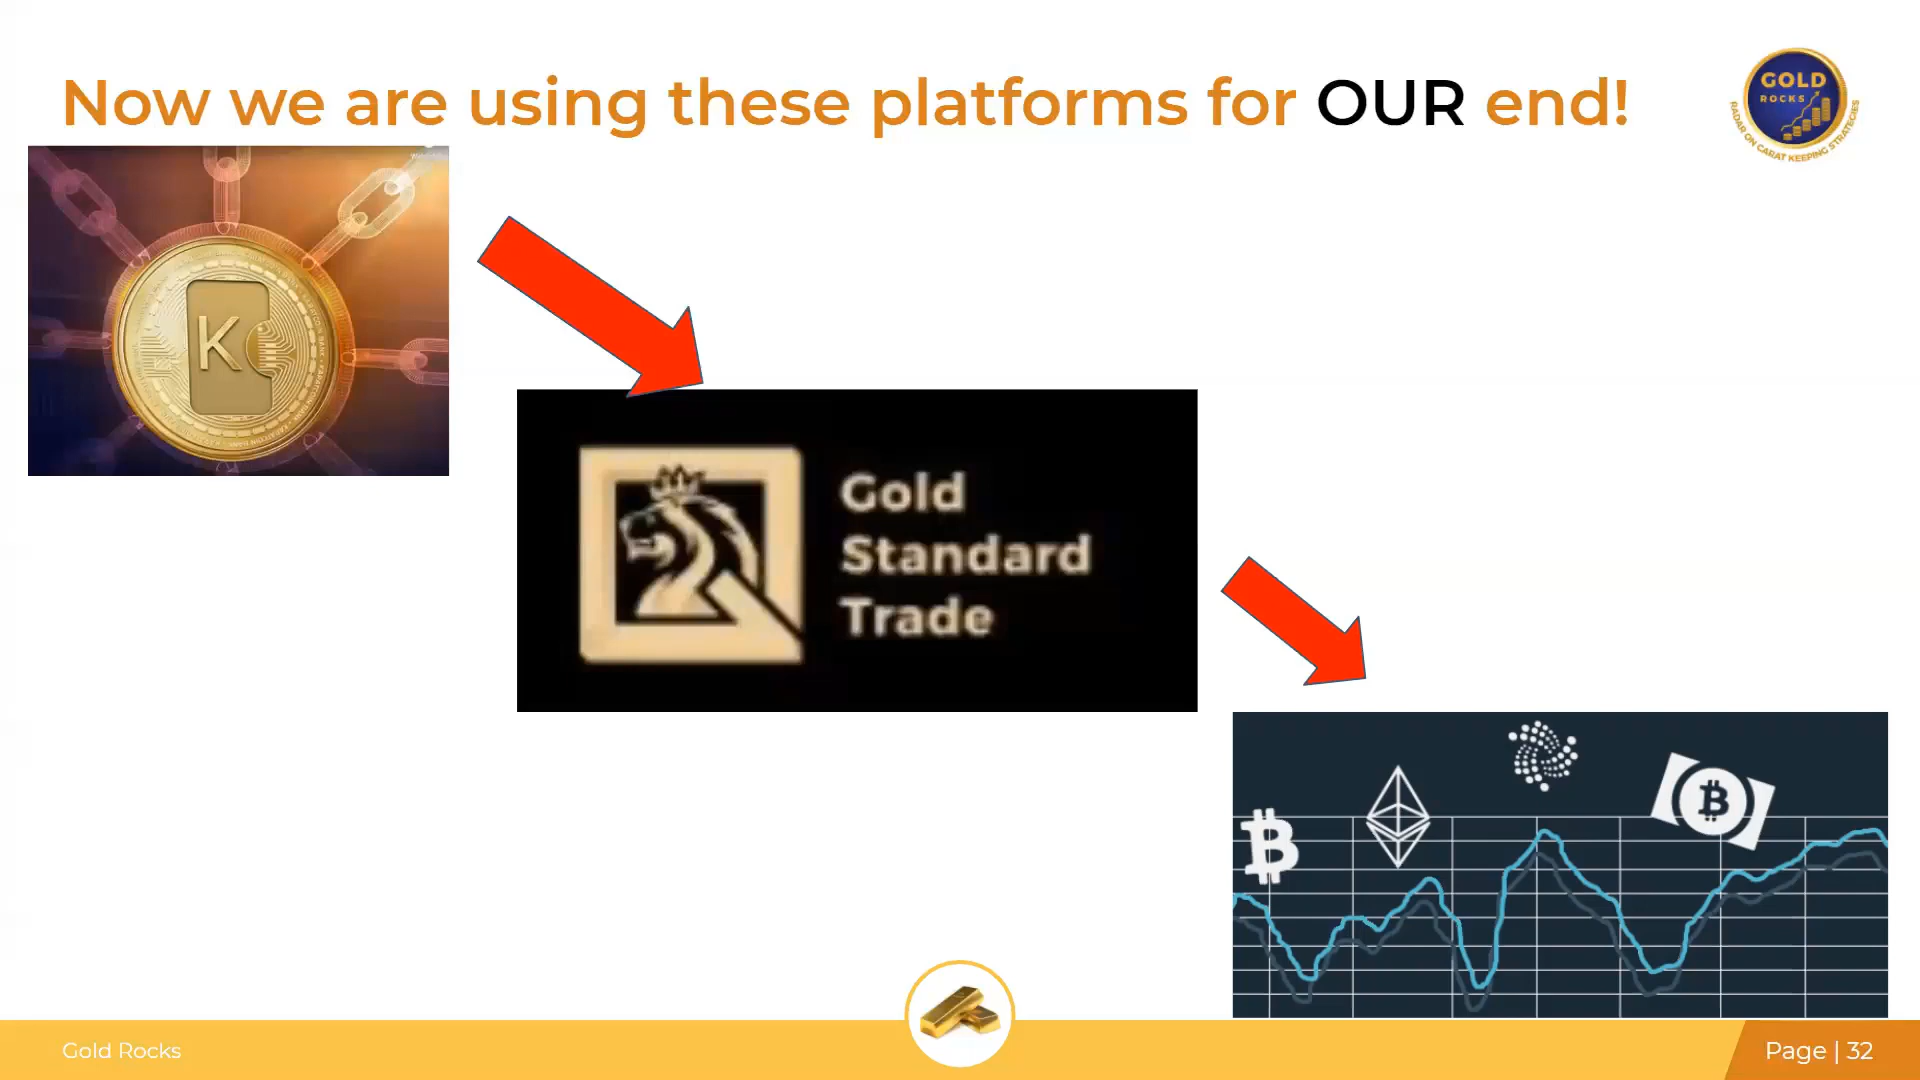 Now we are using these platforms for OUR end!
GOLD
ROCKS
RADAR ON CARAT KEEPING STRATEGIES
K
Gold
Standard
Trade
Gold Rocks
Page | 32